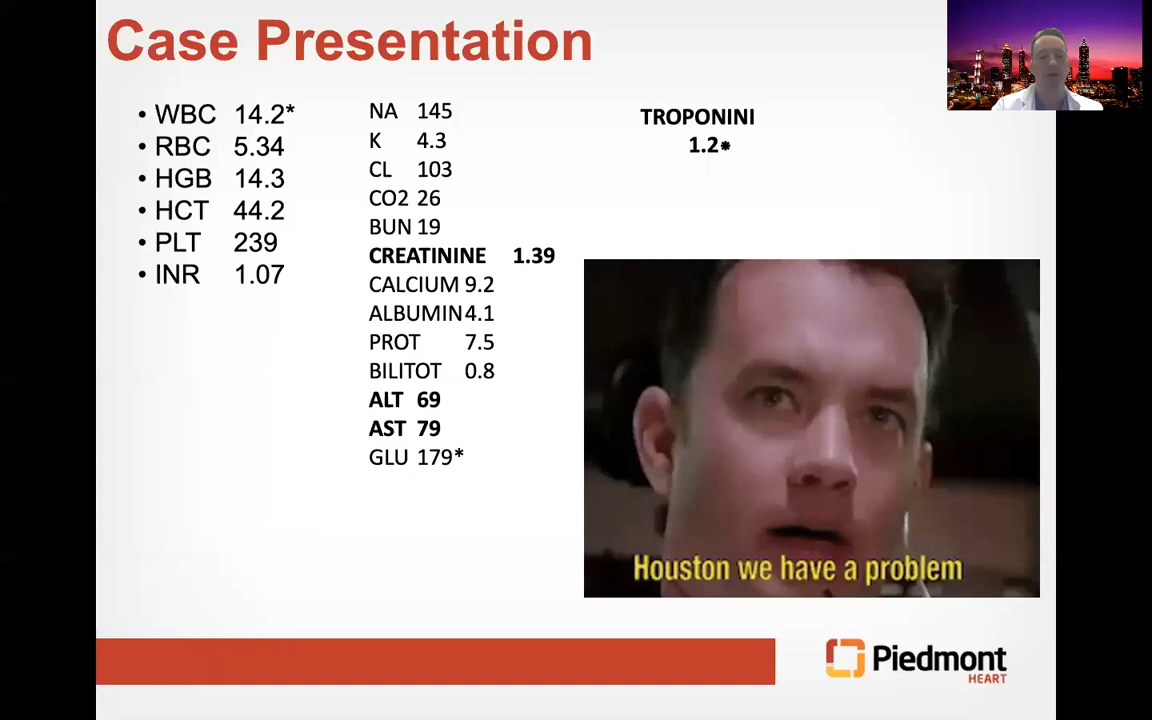 Case Presentation
• WBC 14.2*
• RBC 5.34
• HGB 14.3
• HCT 44.2
• PLT 239
• INR 1.07
NA 145
K 4.3
CL 103
CO2 26
BUN 19
CREATININE 1.39
CALCIUM 9.2
ALBUMIN 4.1
PROT 7.5
BILITOT 0.8
ALT 69
AST 79
GLU 179*
TROPONINI
1.2*
Houston we have a problem
Piedmont
HEART